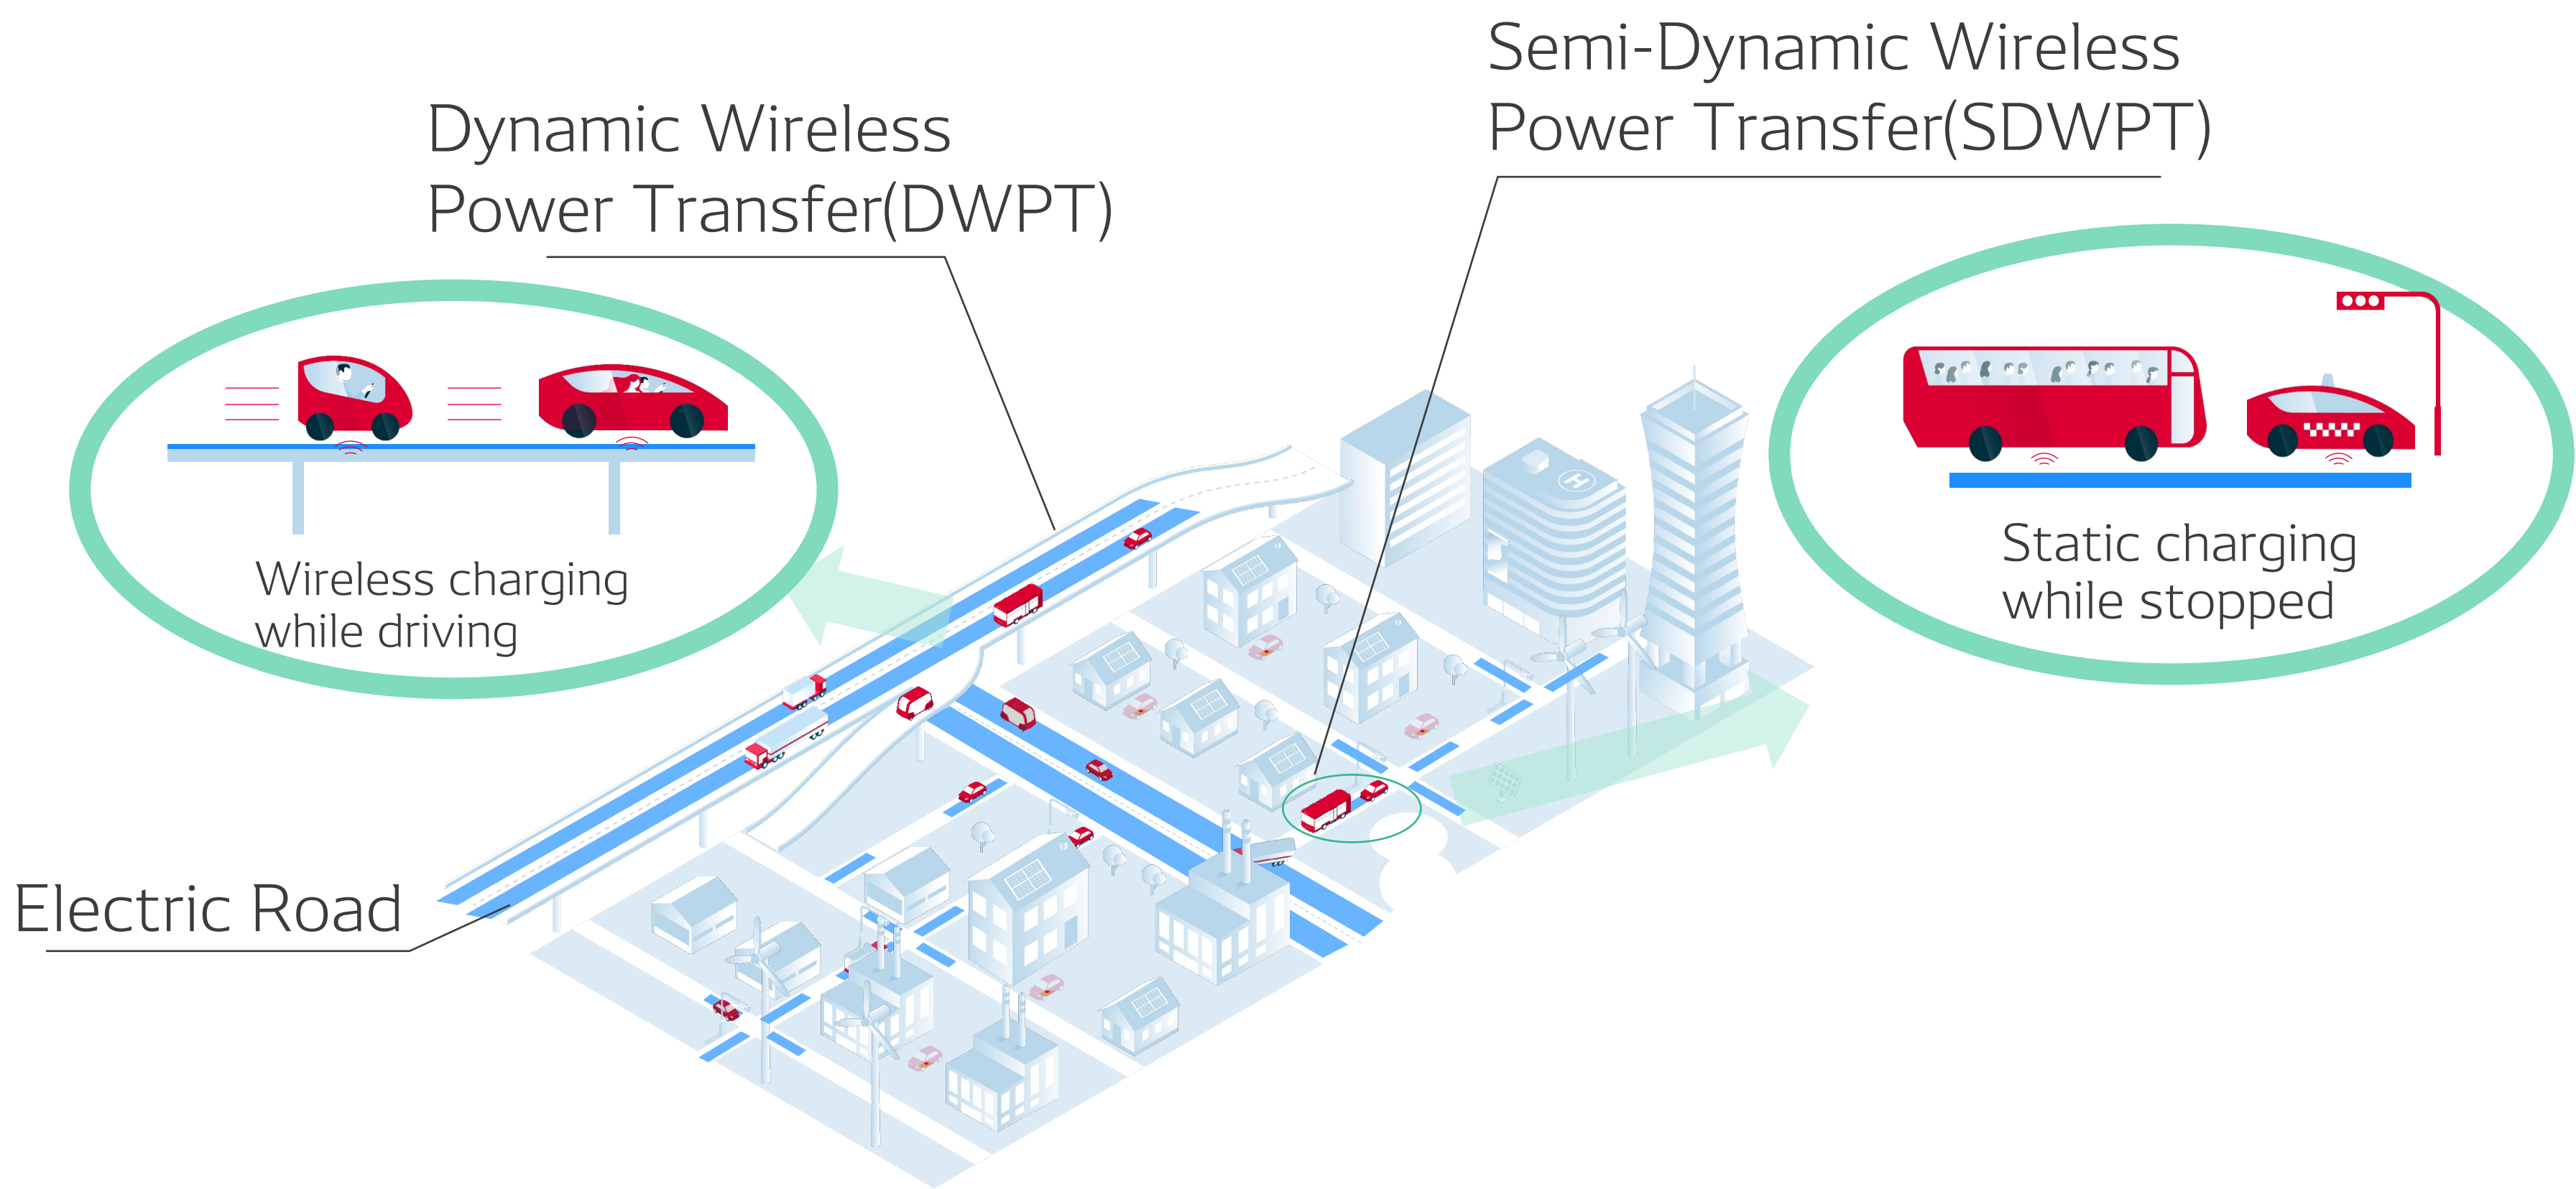 Semi-Dynamic Wireless
Power Transfer(SDWPT)
Dynamic Wireless
Power Transfer(DWPT)
Wireless charging
while driving
Static charging
while stopped
H
Electric Road